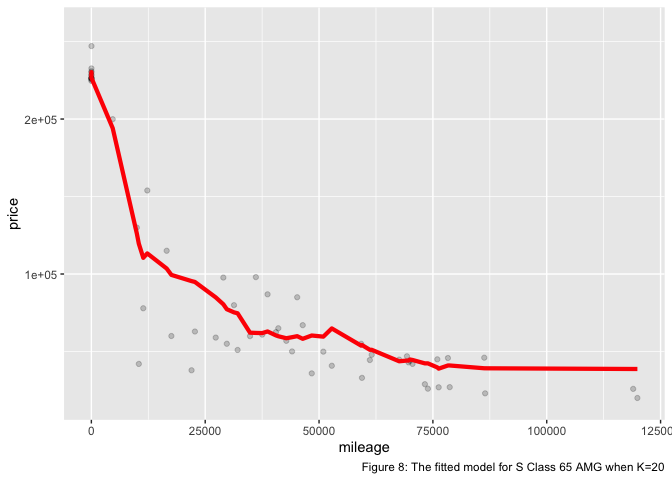 2e+05
1e+05
price
0
25000
50000
75000
100000
125000
mileage
Figure 8: The fitted model for S Class 65 AMG when K=20